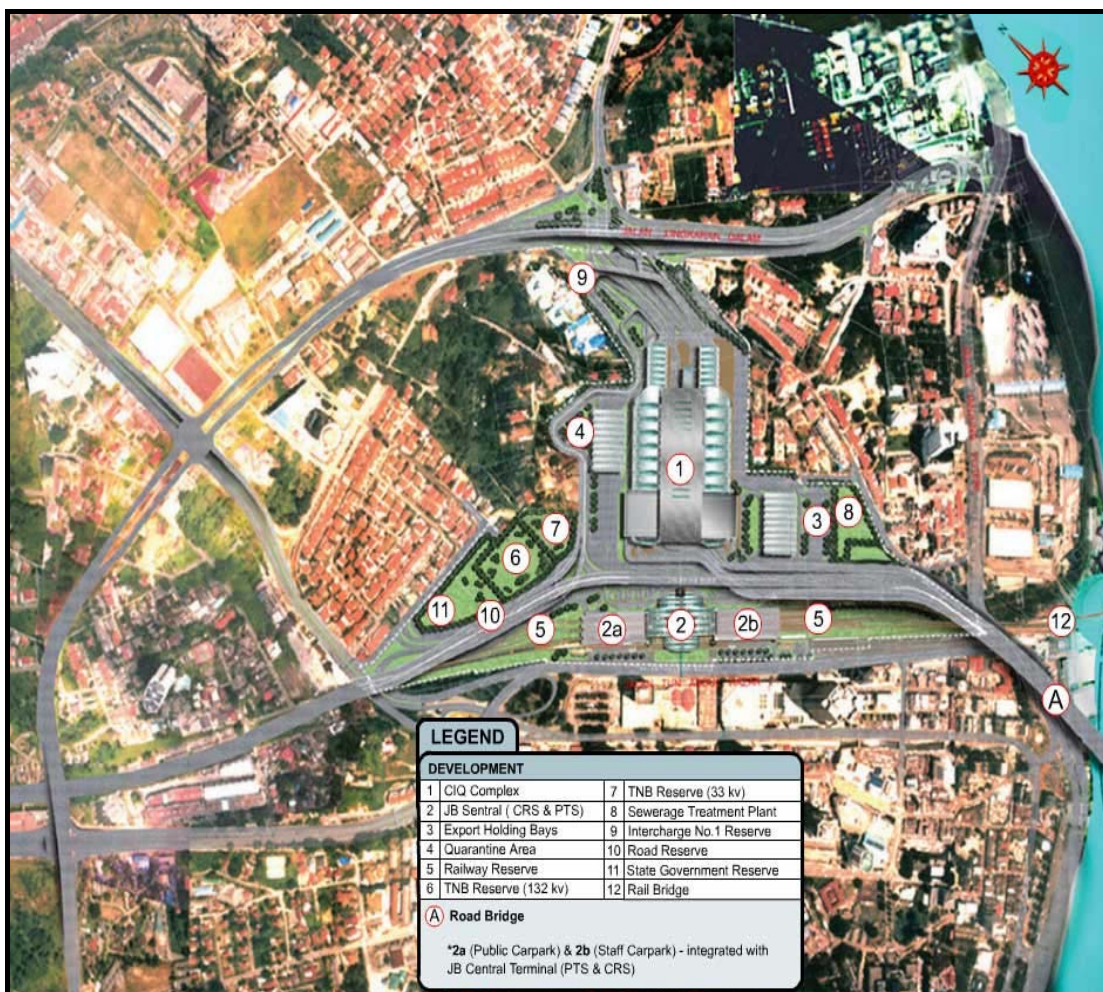 JALAN LINGKARAN DALAM
9
4
1
3
8
7
6
11
10
5
2a
2
2b
5
12
A
LEGEND
DEVELOPMENT
1 CIQ Complex 7 TNB Reserve (33 kv)
2 JB Sentral ( CRS & PTS) 8 Sewerage Treatment Plant
3 Export Holding Bays 9 Intercharge No.1 Reserve
4 Quarantine Area 10 Road Reserve
5 Railway Reserve 11 State Government Reserve
6 TNB Reserve (132 kv) 12 Rail Bridge
A Road Bridge
*2a (Public Carpark) & 2b (Staff Carpark) - integrated with
JB Central Terminal (PTS & CRS)